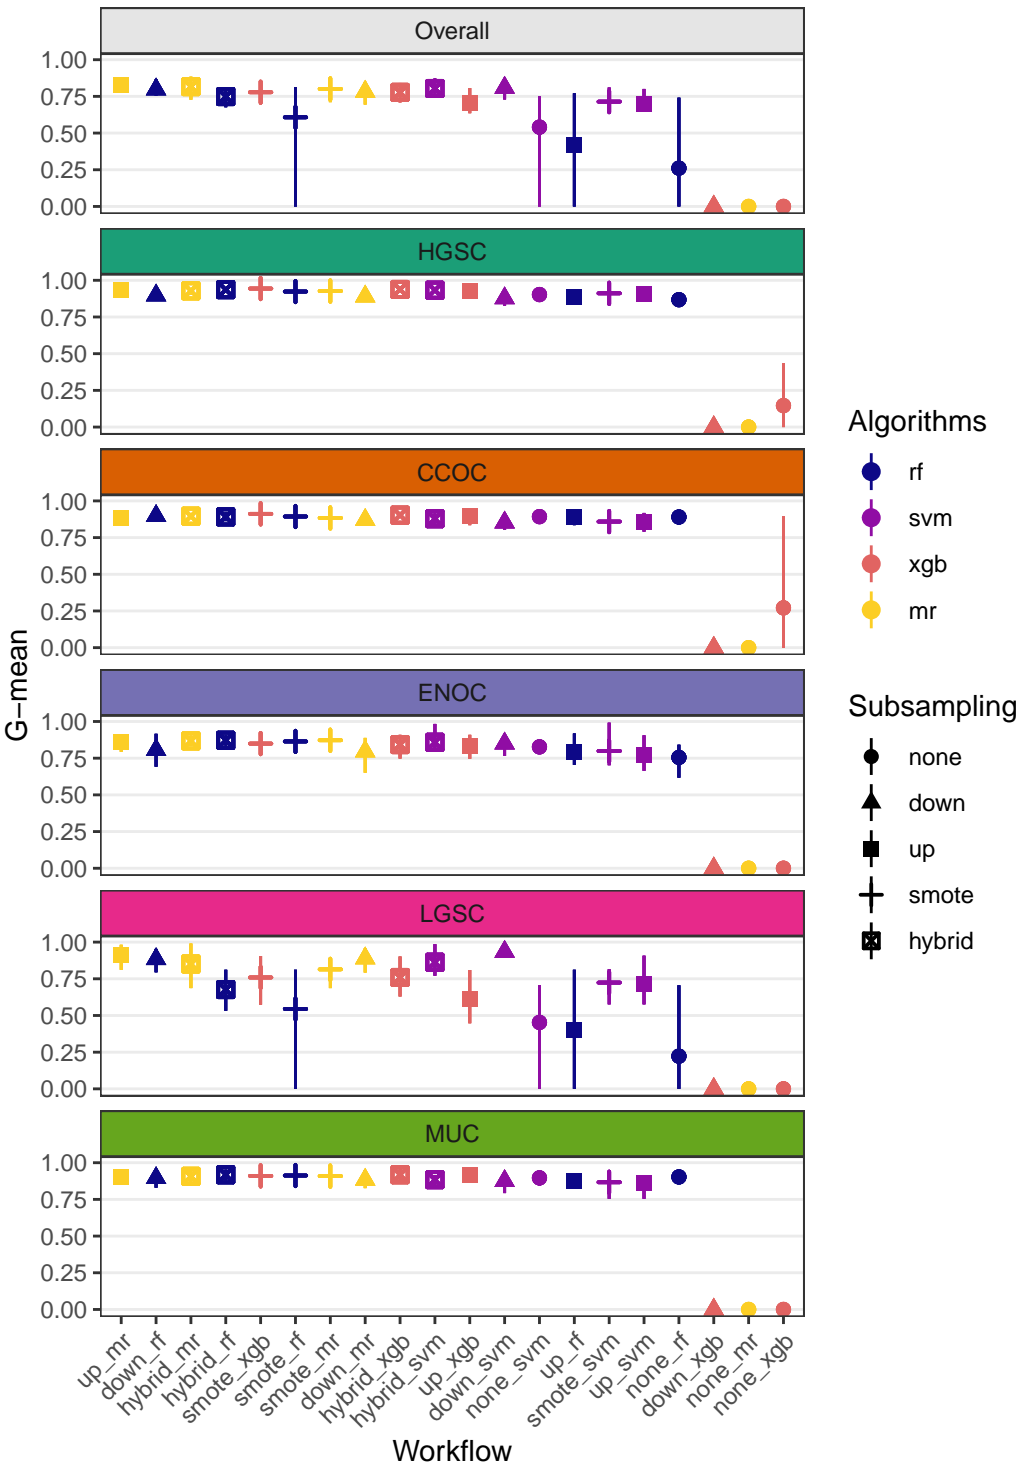 Overall
1.00
0.75
0.50
0.25
0.00
HGSC
1.00
0.75
0.50
0.25
0.00
CCOC
1.00
0.75
0.50
0.25
0.00
ENOC
1.00
0.75
0.50
0.25
0.00
LGSC
1.00
0.75
0.50
0.25
0.00
MUC
1.00
0.75
0.50
0.25
0.00
G−mean
up_mr
down_rf
hybrid_mr
hybrid_rf
smote_xgb
smote_rf
smote_mr
down_mr
hybrid_xgb
hybrid_svm
up_xgb
down_svm
none_svm
up_rf
smote_svm
up_svm
none_rf
down_xgb
none_mr
none_xgb
Workflow
Algorithms
rf
svm
xgb
mr
Subsampling
none
down
up
smote
hybrid